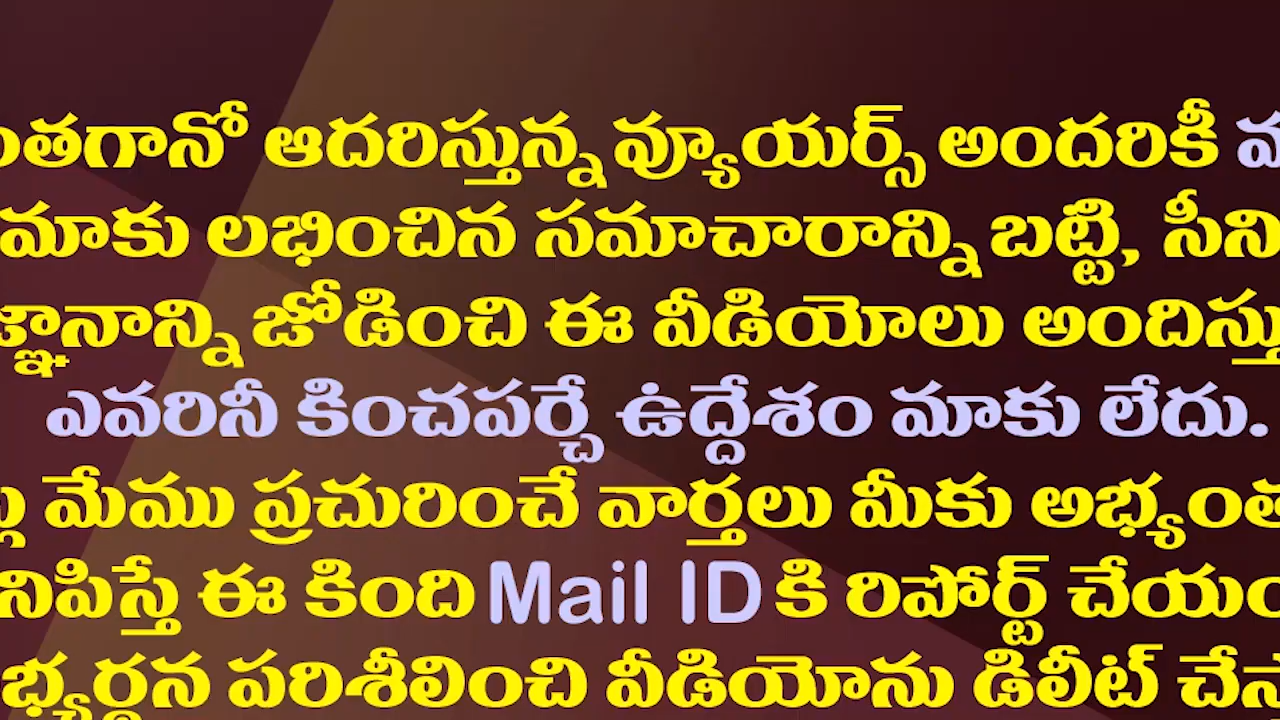 ంతగానో ఆదరిస్తున్న వ్యూయర్స్ అందరికీ
మాకు లభించిన సమాచారాన్ని బట్టి, సీని
జ్ఞానాన్ని జోడించి ఈ వీడియోలు అందిస్తు
ఎవరినీ కించపర్చే ఉద్దేశం మాకు లేదు.
మేము ప్రచురించే వార్తలు మీకు అభ్యంత
నిపిస్తే ఈ కింది Mail ID కి రిపోర్ట్ చేయం
భ్యర్థన పరిశీలించి వీడియోను డిలీట్ చేస